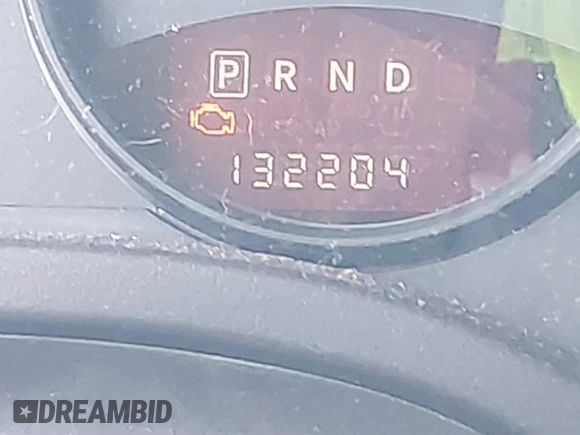 P R N D
132204
DREAMBID